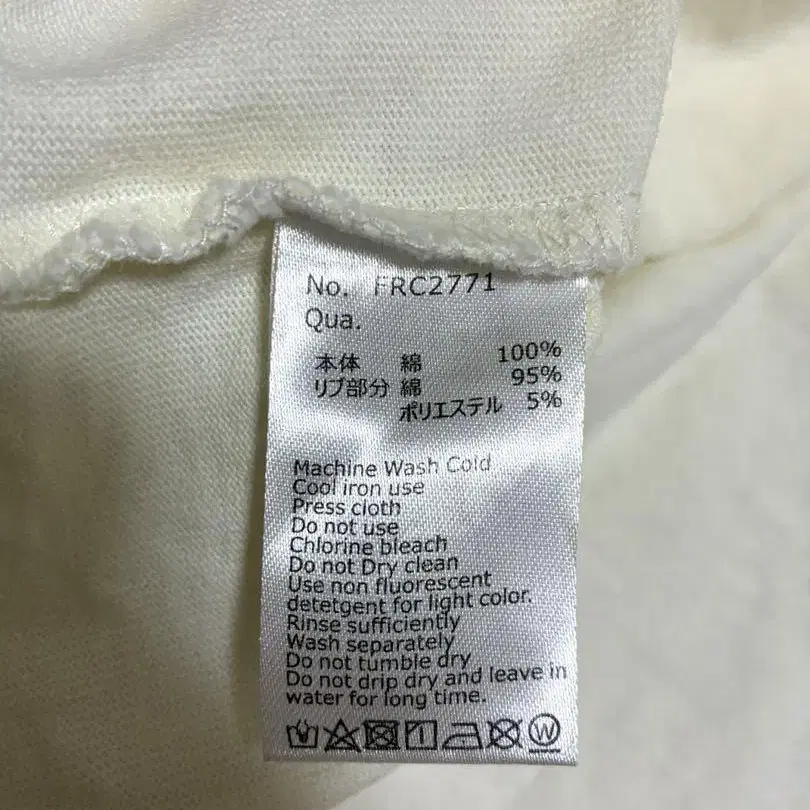 No. FRC2771
Qua.
本体 綿 100%
リブ部分 綿 95%
ポリエステル 5%
Machine Wash Cold
Cool iron use
Press cloth
Do not use
Chlorine bleach
Do not Dry clean
Use non fluorescent
detetgent for light color.
Rinse sufficiently
Wash separately
Do not tumble dry
Do not drip dry and leave in
water for long time.
W